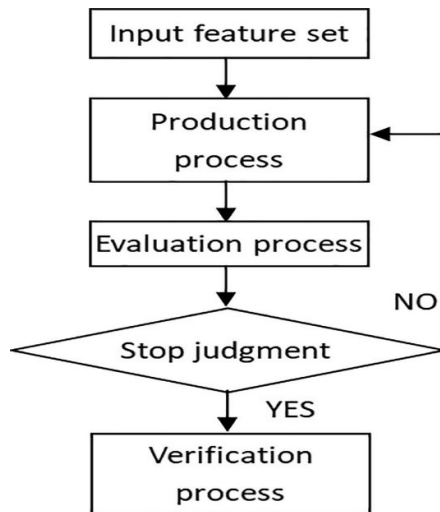 Input feature set
Production
process
Evaluation process
NO
Stop judgment
YES
Verification
process